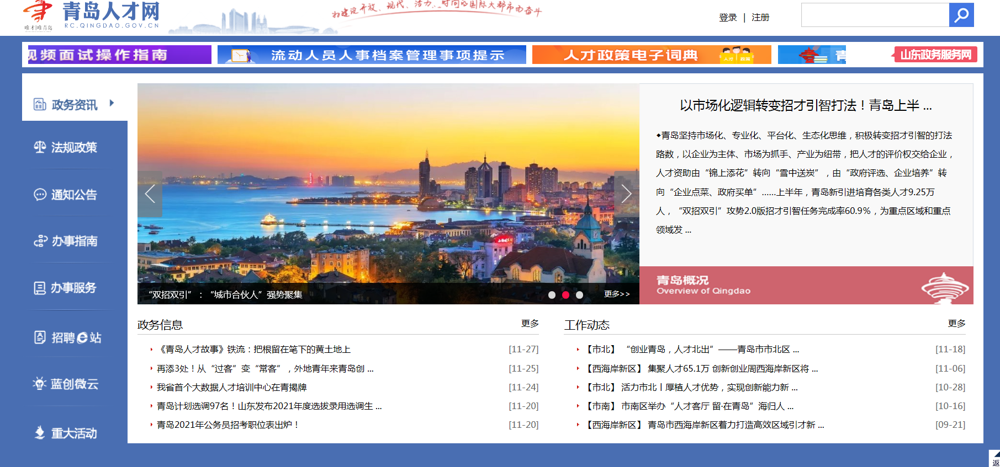 青岛人才网
RC.QINGDAO.GOV.CN
唯才|唯青岛
为建设开放、现代、活力、时尚的国际大都市而奋斗
登录 | 注册
视频面试操作指南
流动人员人事档案管理事项提示
人才政策电子词典
人才 政策
青
山东政务服务网
政务资讯
法规政策
通知公告
办事指南
办事服务
招聘e站
蓝创微云
重大活动
“双招双引”：“城市合伙人”强势聚集
更多>>
以市场化逻辑转变招才引智打法！青岛上半 ...
◆青岛坚持市场化、专业化、平台化、生态化思维，积极转变招才引智的打法
路数，以企业为主体、市场为抓手、产业为纽带，把人才的评价权交给企业，
人才资助由“锦上添花”转向“雪中送炭”，由“政府评选、企业培养”转
向“企业点菜、政府买单”……上半年，青岛新引进培育各类人才9.25万
人，“双招双引”攻势2.0版招才引智任务完成率60.9%，为重点区域和重点
领域发 ...
青岛概况
Overview of Qingdao
政务信息 更多
《青岛人才故事》铁流：把根留在笔下的黄土地上 [11-27]
再添3处！从“过客”变“常客”，外地青年来青岛创 ... [11-25]
我省首个大数据人才培训中心在青揭牌 [11-24]
青岛计划选调97名！山东发布2021年度选拔录用选调生 ... [11-20]
青岛2021年公务员招考职位表出炉！ [11-20]
工作动态 更多
【市北】 “创业青岛，人才北出”——青岛市市北区 ... [11-18]
【西海岸新区】 集聚人才65.1万 创新创业周西海岸新区将 ... [11-06]
【市北】 活力市北丨厚植人才优势，实现创新能力新 ... [10-28]
【市南】 市南区举办“人才客厅 留·在青岛”海归人 ... [10-16]
【西海岸新区】 青岛市西海岸新区着力打造高效区域引才新 ... [09-21]
返